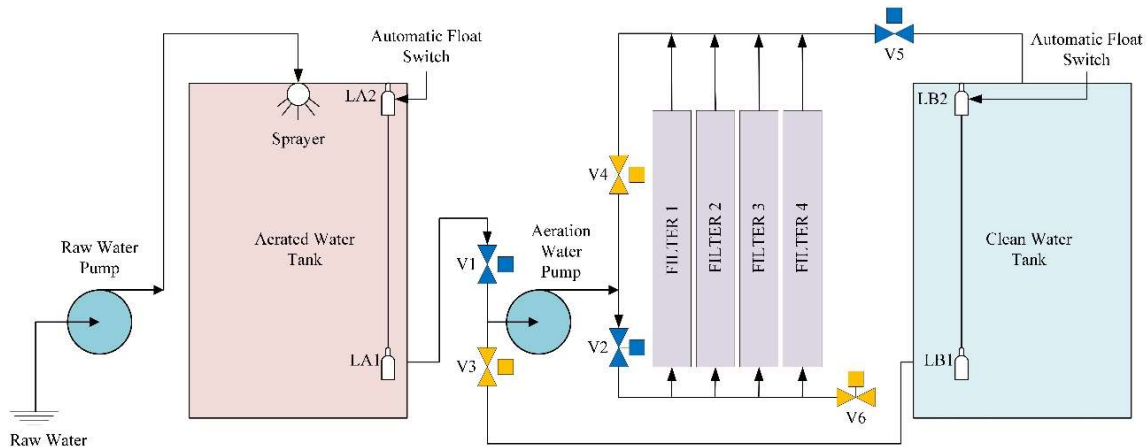 Automatic Float
Switch
LA2
Sprayer
Raw Water
Pump
Aerated Water
Tank
LA1
Raw Water
V1
V3
Aeration
Water
Pump
V4
V2
FILTER 1
FILTER 2
FILTER 3
FILTER 4
V5
V6
Automatic Float
Switch
LB2
Clean Water
Tank
LB1